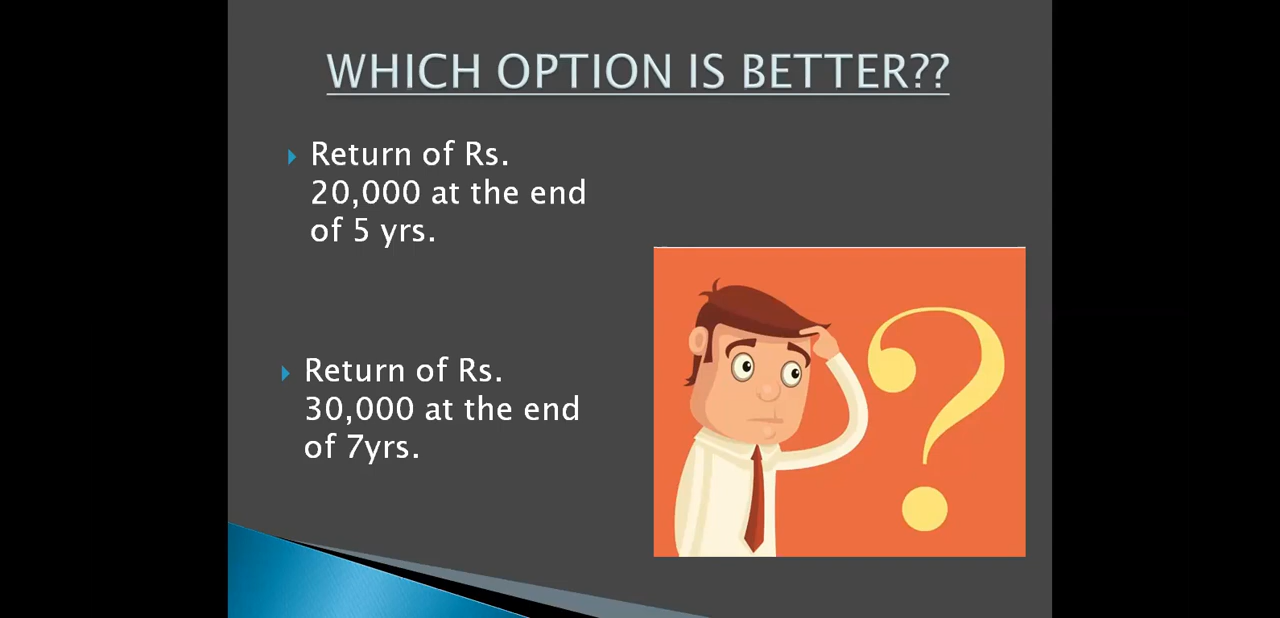 WHICH OPTION IS BETTER??
Return of Rs.
20,000 at the end
of 5 yrs.
Return of Rs.
30,000 at the end
of 7yrs.